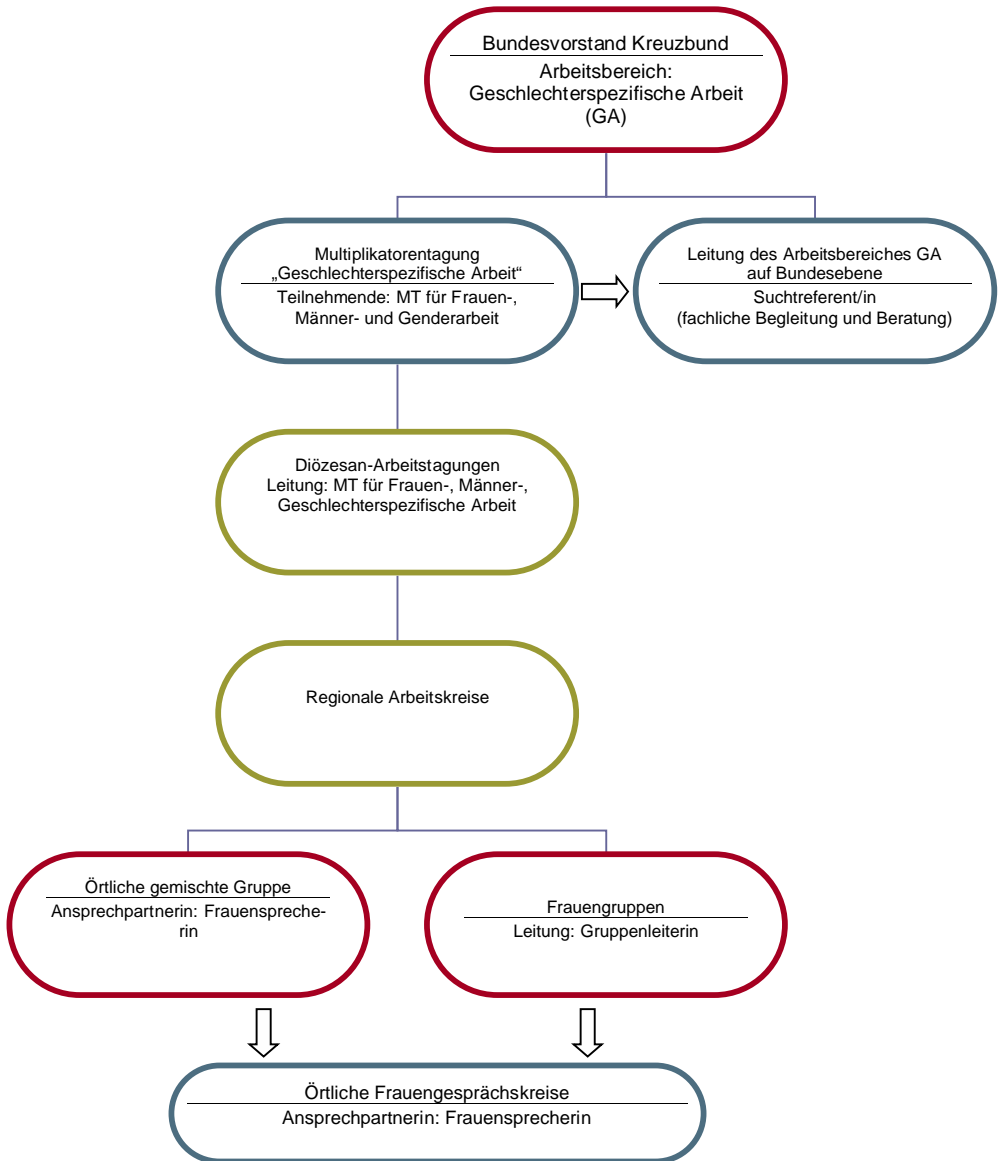 Bundesvorstand Kreuzbund
Arbeitsbereich:
Geschlechterspezifische Arbeit
(GA)
Multiplikatorentagung
„Geschlechterspezifische Arbeit“
Teilnehmende: MT für Frauen-,
Männer- und Genderarbeit
Leitung des Arbeitsbereiches GA
auf Bundesebene
Suchtreferent/in
(fachliche Begleitung und Beratung)
Diözesan-Arbeitstagungen
Leitung: MT für Frauen-, Männer-,
Geschlechterspezifische Arbeit
Regionale Arbeitskreise
Örtliche gemischte Gruppe
Ansprechpartnerin: Frauenspreche-
rin
Frauengruppen
Leitung: Gruppenleiterin
Örtliche Frauengesprächskreise
Ansprechpartnerin: Frauensprecherin